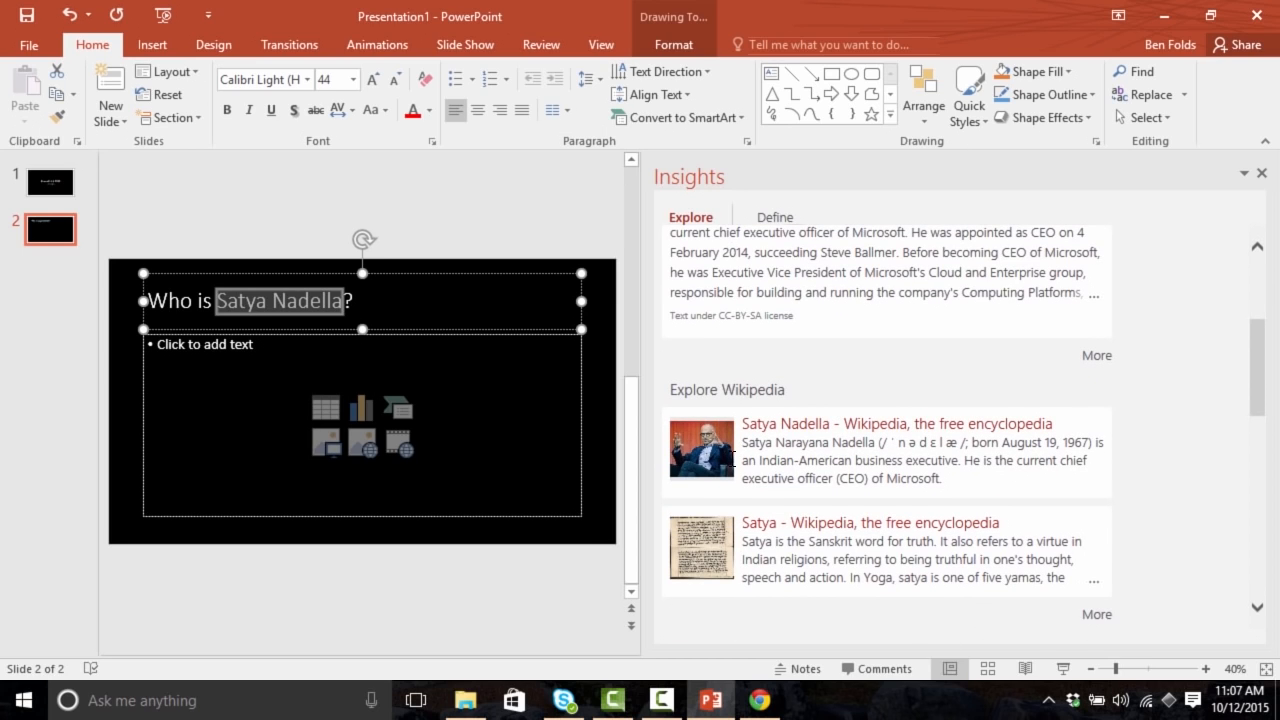 Presentation1 - PowerPoint
Drawing To...
File
Home
Insert
Design
Transitions
Animations
Slide Show
Review
View
Format
Tell me what you want to do...
Ben Folds
Share
Paste
Clipboard
New
Slide
Layout
Reset
Section
Slides
Calibri Light (H
44
B I U S abc AV Aa A
Font
Text Direction
Align Text
Convert to SmartArt
Paragraph
Arrange
Quick
Styles
Shape Fill
Shape Outline
Shape Effects
Drawing
Find
Replace
Select
Editing
1
2
Who is Satya Nadella?
• Click to add text
Insights
Explore
Define
current chief executive officer of Microsoft. He was appointed as CEO on 4
February 2014, succeeding Steve Ballmer. Before becoming CEO of Microsoft,
he was Executive Vice President of Microsoft's Cloud and Enterprise group,
responsible for building and running the company's Computing Platforms, ...
Text under CC-BY-SA license
More
Explore Wikipedia
Satya Nadella - Wikipedia, the free encyclopedia
Satya Narayana Nadella (/ ˈ n ə d ɛ l æ /; born August 19, 1967) is
an Indian-American business executive. He is the current chief
executive officer (CEO) of Microsoft.
Satya - Wikipedia, the free encyclopedia
Satya is the Sanskrit word for truth. It also refers to a virtue in
Indian religions, referring to being truthful in one's thought,
speech and action. In Yoga, satya is one of five yamas, the ...
More
Slide 2 of 2
Notes
Comments
40%
Ask me anything
11:07 AM
10/12/2015